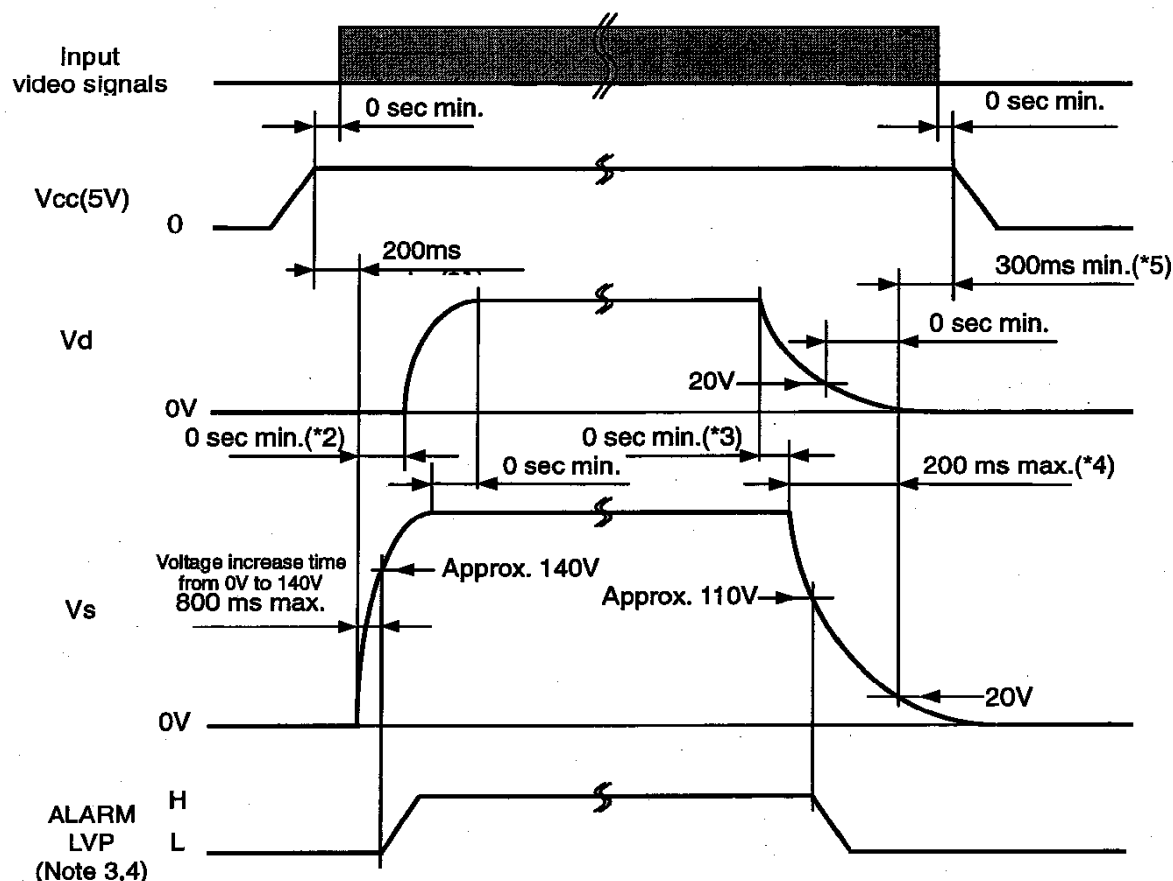 Input
video signals
0 sec min.
0 sec min.
Vcc(5V)
0
200ms
300ms min.(*5)
Vd
0 sec min.
20V
0V
0 sec min.(*2)
0 sec min.(*3)
0 sec min.
200 ms max.(*4)
Voltage increase time
from 0V to 140V
800 ms max.
Approx. 140V
Approx. 110V
Vs
20V
0V
ALARM
LVP
(Note 3,4)
H
L